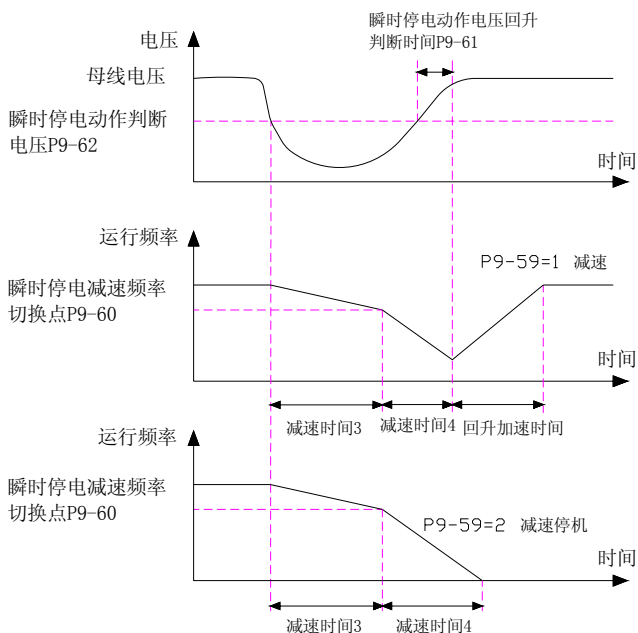 瞬时停电动作电压回升
判断时间P9-61
电压
母线电压
瞬时停电动作判断
电压P9-62
时间
运行频率
P9-59=1 减速
瞬时停电减速频率
切换点P9-60
时间
减速时间3
减速时间4
回升加速时间
运行频率
瞬时停电减速频率
切换点P9-60
P9-59=2 减速停机
时间
减速时间3
减速时间4